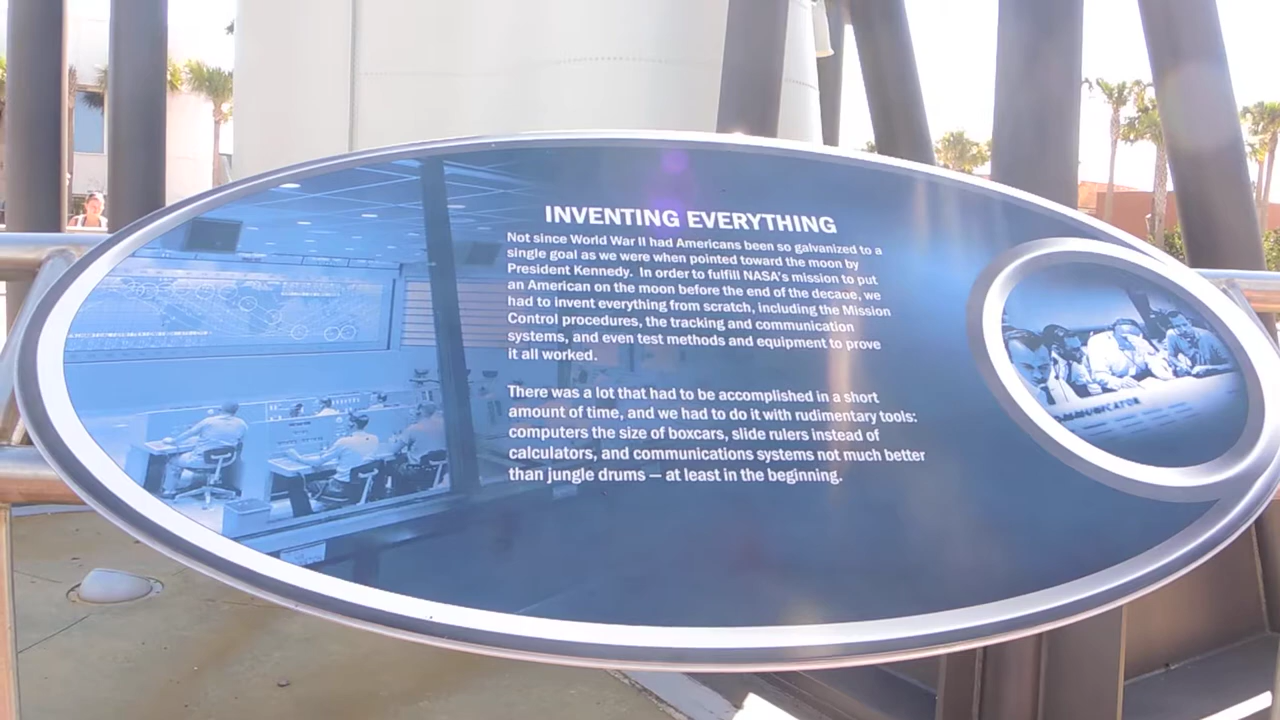 INVENTING EVERYTHING
Not since World War II had Americans been so galvanized to a
single goal as we were when pointed toward the moon by
President Kennedy. In order to fulfill NASA's mission to put
an American on the moon before the end of the decade, we
had to invent everything from scratch, including the Mission
Control procedures, the tracking and communication
systems, and even test methods and equipment to prove
it all worked.
There was a lot that had to be accomplished in a short
amount of time, and we had to do it with rudimentary tools:
computers the size of boxcars, slide rulers instead of
calculators, and communications systems not much better
than jungle drums — at least in the beginning.